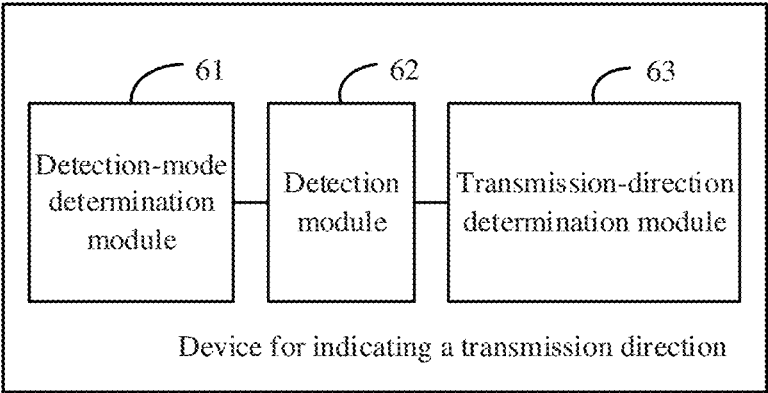 61
62
63
Detection-mode
determination
module
Detection
module
Transmission-direction
determination module
Device for indicating a transmission direction